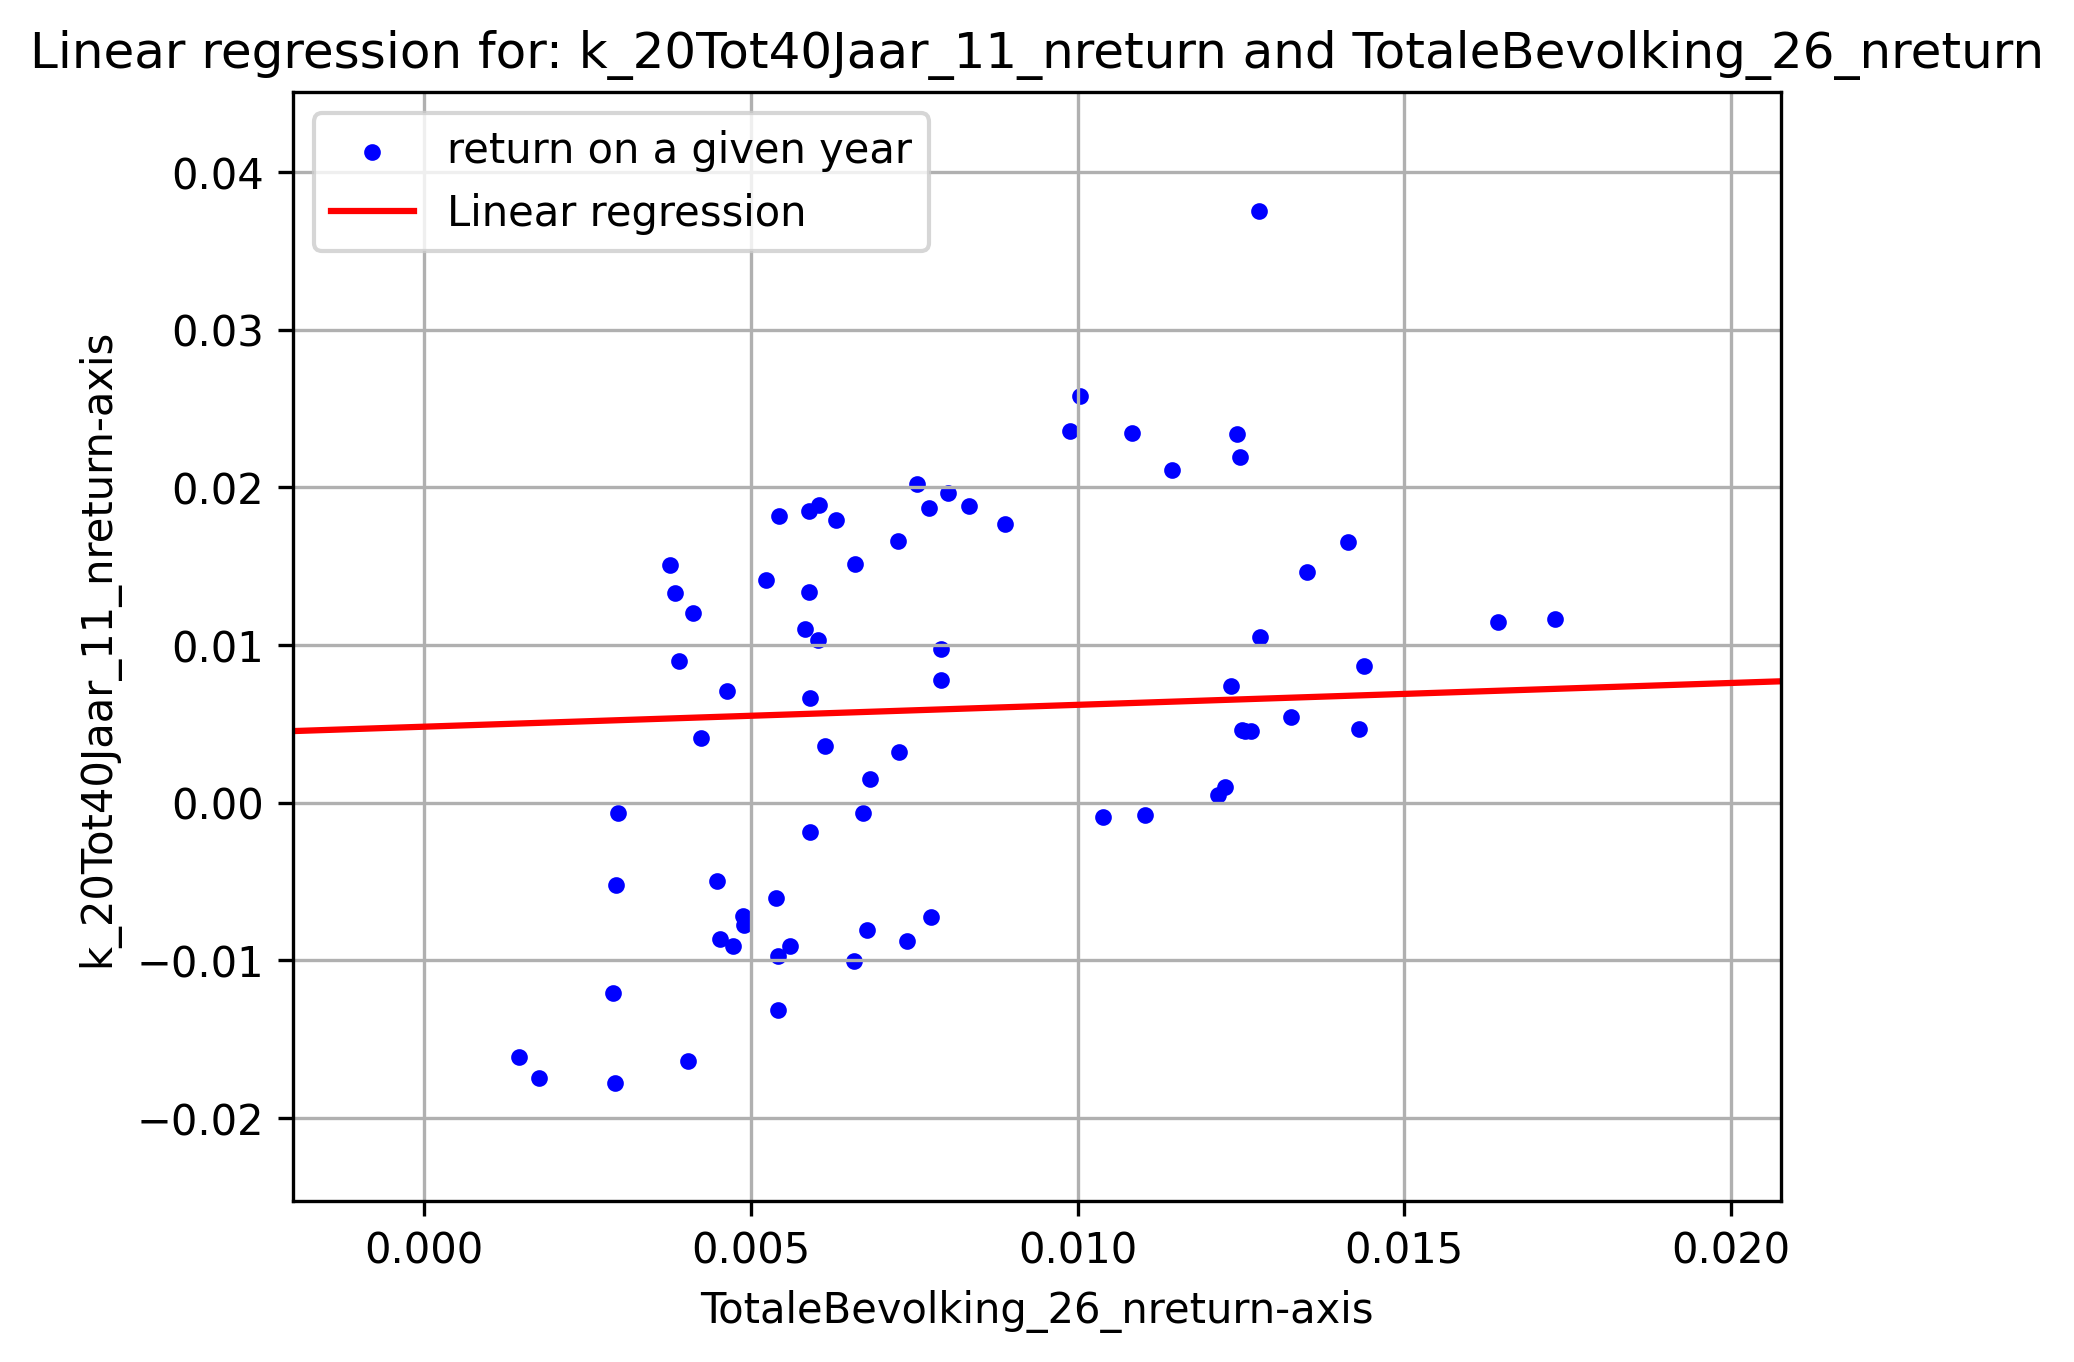 Linear regression for: k_20Tot40Jaar_11_nreturn and TotaleBevolking_26_nreturn
return on a given year
Linear regression
0.04
0.03
0.02
0.01
0.00
−0.01
−0.02
k_20Tot40Jaar_11_nreturn-axis
0.000 0.005 0.010 0.015 0.020
TotaleBevolking_26_nreturn-axis